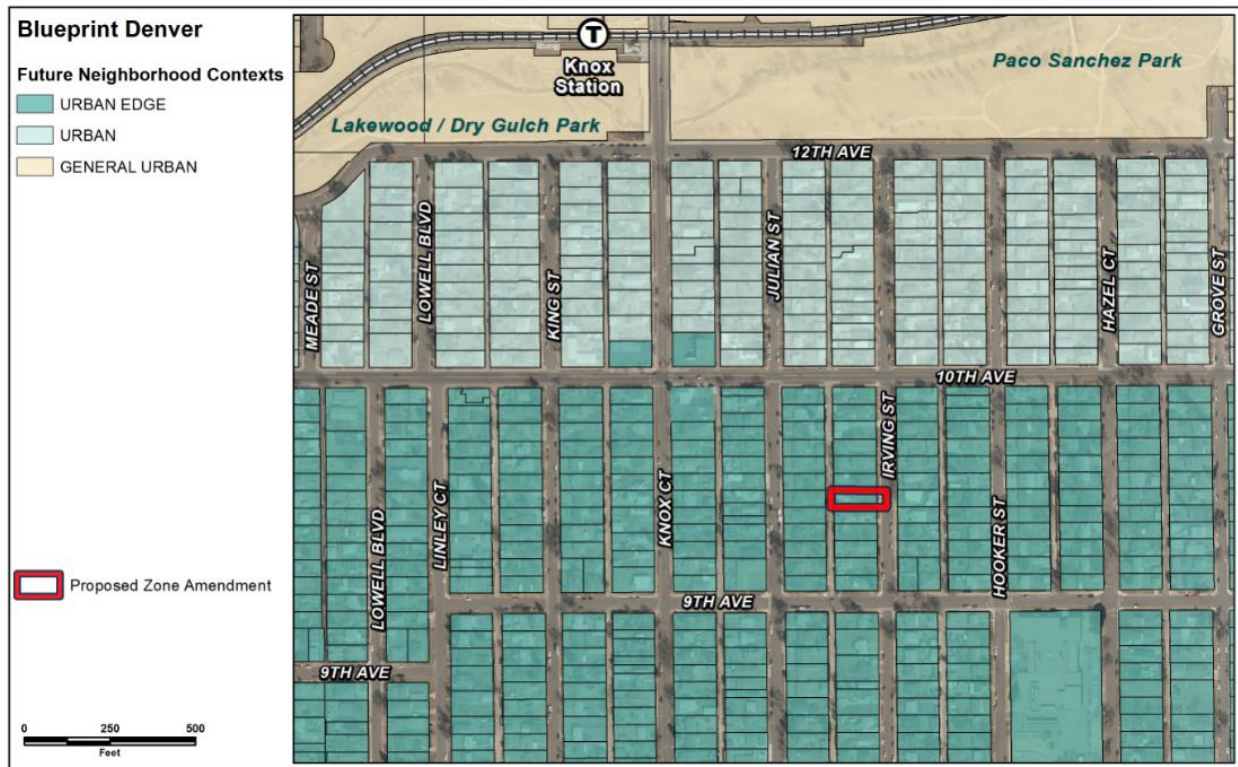 Blueprint Denver
Future Neighborhood Contexts
URBAN EDGE
URBAN
GENERAL URBAN
Proposed Zone Amendment
0 250 500
Feet
T
Knox
Station
Paco Sanchez Park
Lakewood / Dry Gulch Park
12TH AVE
MEADE ST
LOWELL BLVD
KING ST
JULIAN ST
HAZEL CT
GROVE ST
10TH AVE
IRVING ST
LOWELL BLVD
LINLEY CT
KNOX CT
HOOKER ST
9TH AVE
9TH AVE